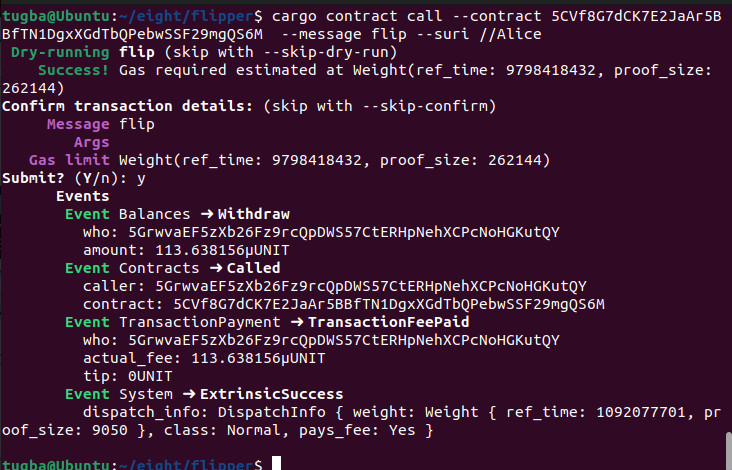 tugba@Ubuntu:~/eight/flipper$ cargo contract call --contract 5CVf8G7dCK7E2JaAr5B
BfTN1DgxXGdTbQPebwSSF29mgQS6M  --message flip --suri //Alice
Dry-running flip (skip with --skip-dry-run)
Success! Gas required estimated at Weight(ref_time: 9798418432, proof_size:
262144)
Confirm transaction details: (skip with --skip-confirm)
Message flip
Args
Gas limit Weight(ref_time: 9798418432, proof_size: 262144)
Submit? (Y/n): y
Events
Event Balances ➜ Withdraw
who: 5GrwvaEF5zXb26Fz9rcQpDWS57CtERHpNehXCPcNoHGKutQY
amount: 113.638156µUNIT
Event Contracts ➜ Called
caller: 5GrwvaEF5zXb26Fz9rcQpDWS57CtERHpNehXCPcNoHGKutQY
contract: 5CVf8G7dCK7E2JaAr5BBfTN1DgxXGdTbQPebwSSF29mgQS6M
Event TransactionPayment ➜ TransactionFeePaid
who: 5GrwvaEF5zXb26Fz9rcQpDWS57CtERHpNehXCPcNoHGKutQY
actual_fee: 113.638156µUNIT
tip: 0UNIT
Event System ➜ ExtrinsicSuccess
dispatch_info: DispatchInfo { weight: Weight { ref_time: 1092077701, pr
oof_size: 9050 }, class: Normal, pays_fee: Yes }
tugba@Ubuntu:~/eight/flipper$